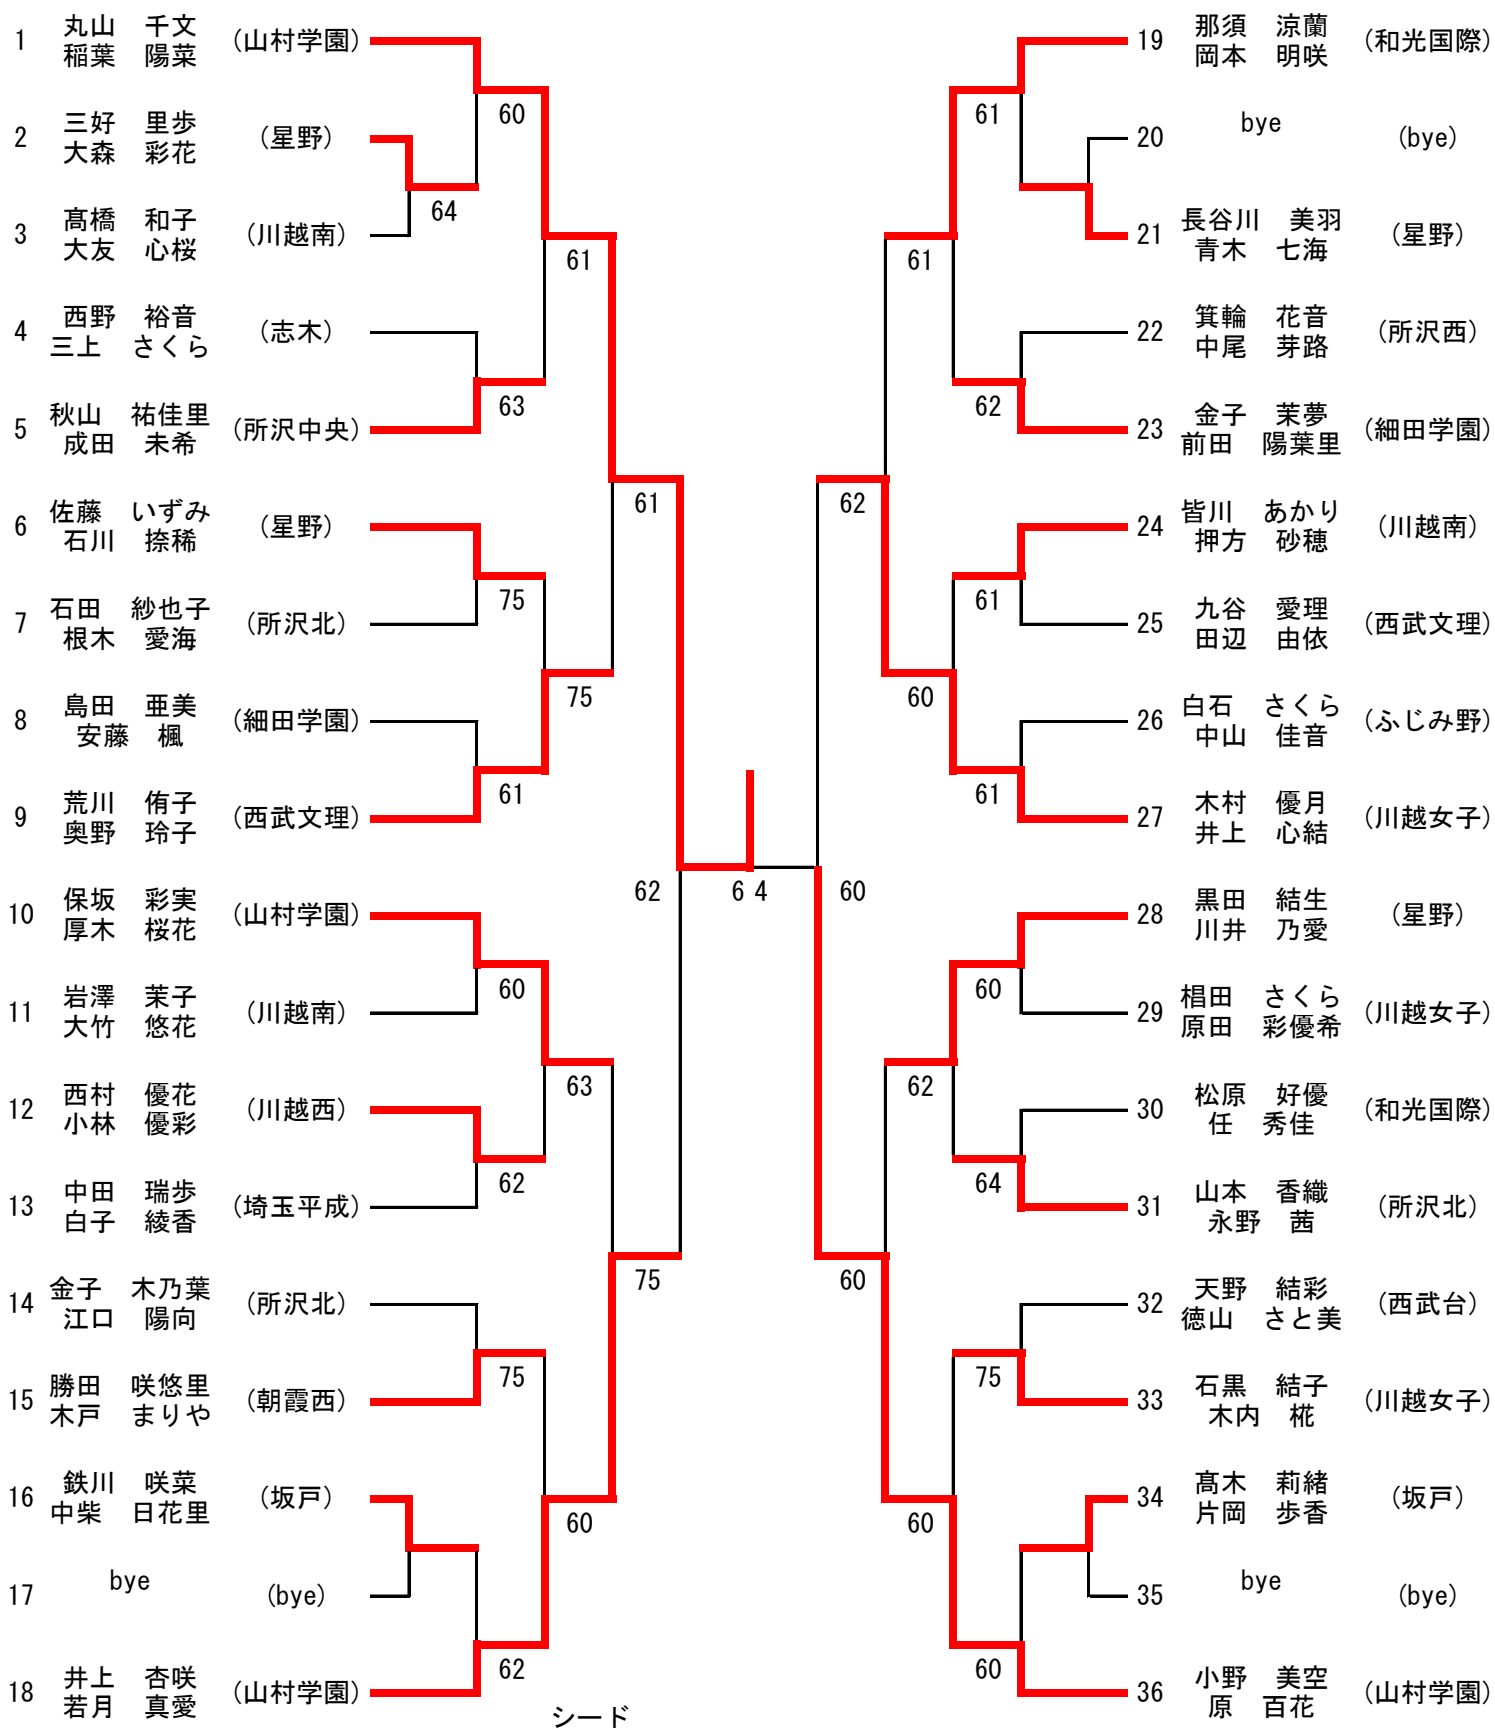 1 丸山 千文 (山村学園)
稲葉 陽菜
60
2 三好 里歩 (星野)
大森 彩花
64
3 髙橋 和子 (川越南)
大友 心桜
61
4 西野 裕音 (志木)
三上 さくら
63
5 秋山 祐佳里 (所沢中央)
成田 未希
61
6 佐藤 いずみ (星野)
石川 捺稀
75
7 石田 紗也子 (所沢北)
根木 愛海
75
8 島田 亜美 (細田学園)
安藤 楓
61
9 荒川 侑子 (西武文理)
奥野 玲子
62
6 4
10 保坂 彩実 (山村学園)
厚木 桜花
60
11 岩澤 茉子 (川越南)
大竹 悠花
63
12 西村 優花 (川越西)
小林 優彩
62
13 中田 瑞歩 (埼玉平成)
白子 綾香
75
14 金子 木乃葉 (所沢北)
江口 陽向
75
15 勝田 咲悠里 (朝霞西)
木戸 まりや
16 鉄川 咲菜 (坂戸)
中柴 日花里
60
17 bye (bye)
62
18 井上 杏咲 (山村学園)
若月 真愛
シード
19 那須 涼蘭 (和光国際)
岡本 明咲
61
20 bye (bye)
21 長谷川 美羽 (星野)
青木 七海
61
22 箕輪 花音 (所沢西)
中尾 芽路
62
23 金子 茉夢 (細田学園)
前田 陽葉里
62
24 皆川 あかり (川越南)
押方 砂穂
61
25 九谷 愛理 (西武文理)
田辺 由依
60
26 白石 さくら (ふじみ野)
中山 佳音
61
27 木村 優月 (川越女子)
井上 心結
60
28 黒田 結生 (星野)
川井 乃愛
60
29 椙田 さくら (川越女子)
原田 彩優希
62
30 松原 好優 (和光国際)
任 秀佳
64
31 山本 香織 (所沢北)
永野 茜
60
32 天野 結彩 (西武台)
徳山 さと美
75
33 石黒 結子 (川越女子)
木内 椛
34 髙木 莉緒 (坂戸)
片岡 歩香
60
35 bye (bye)
60
36 小野 美空 (山村学園)
原 百花